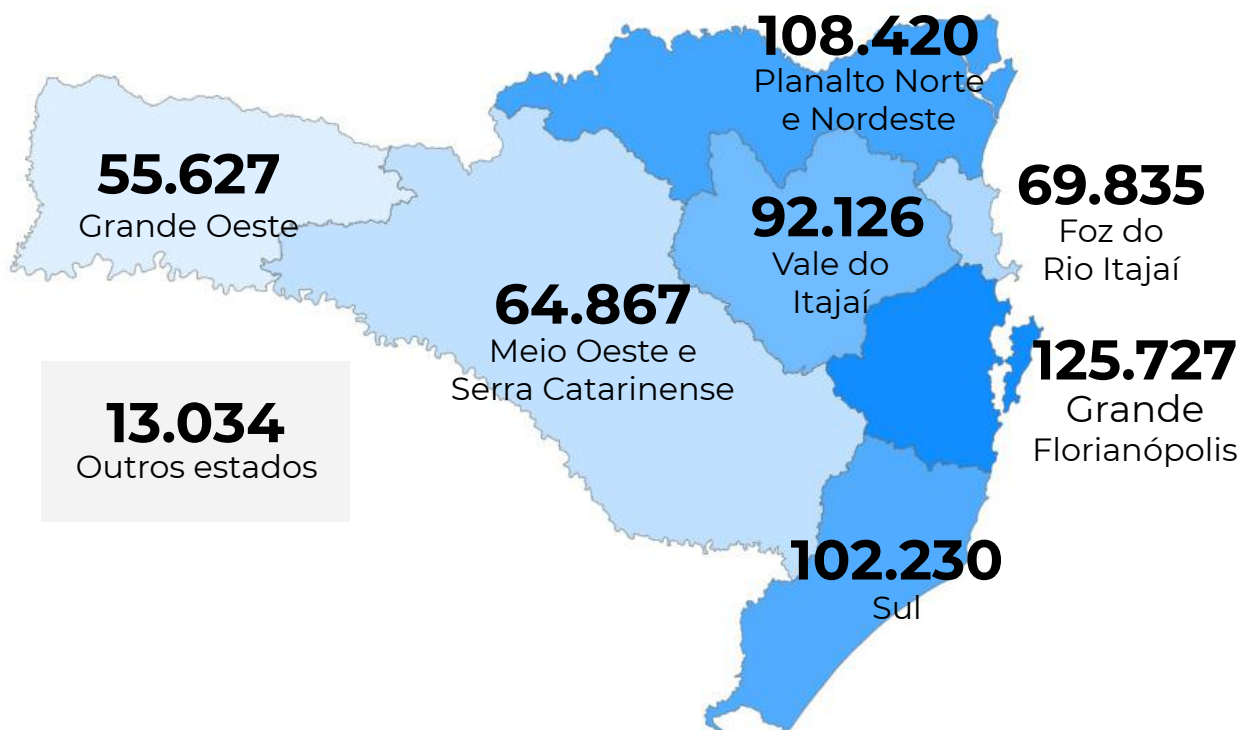 108.420
Planalto Norte
e Nordeste
55.627
Grande Oeste
69.835
Foz do
Rio Itajaí
92.126
Vale do
Itajaí
64.867
Meio Oeste e
Serra Catarinense
125.727
Grande
Florianópolis
13.034
Outros estados
102.230
Sul